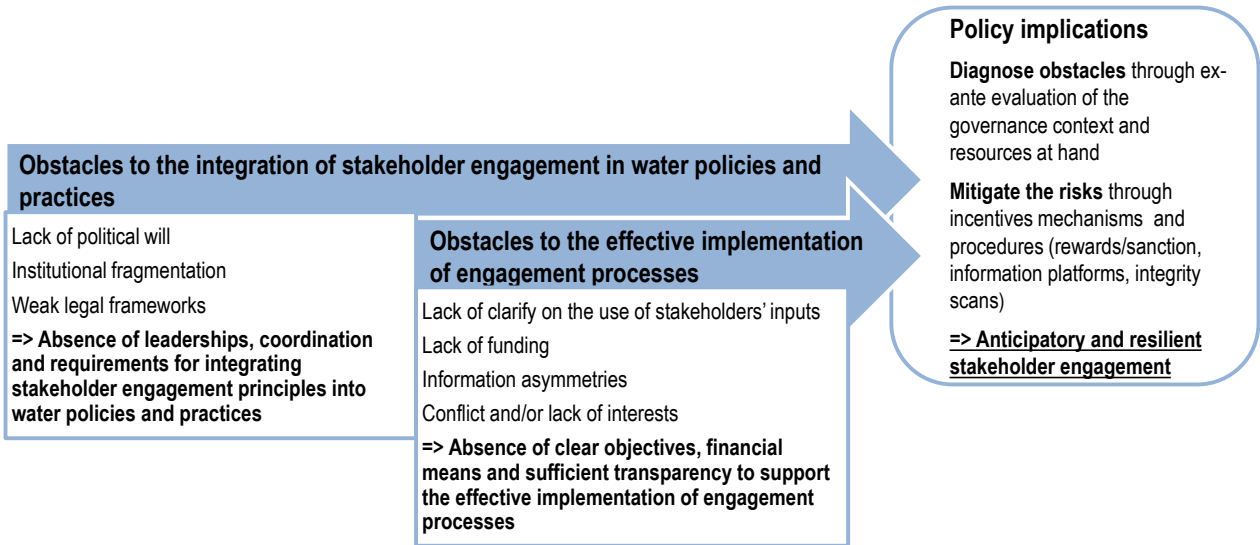 Obstacles to the integration of stakeholder engagement in water policies and
practices
Lack of political will
Institutional fragmentation
Weak legal frameworks
=> Absence of leaderships, coordination
and requirements for integrating
stakeholder engagement principles into
water policies and practices
Obstacles to the effective implementation
of engagement processes
Lack of clarify on the use of stakeholders' inputs
Lack of funding
Information asymmetries
Conflict and/or lack of interests
=> Absence of clear objectives, financial
means and sufficient transparency to support
the effective implementation of engagement
processes
Policy implications
Diagnose obstacles through ex-
ante evaluation of the
governance context and
resources at hand
Mitigate the risks through
incentives mechanisms and
procedures (rewards/sanction,
information platforms, integrity
scans)
=> Anticipatory and resilient
stakeholder engagement